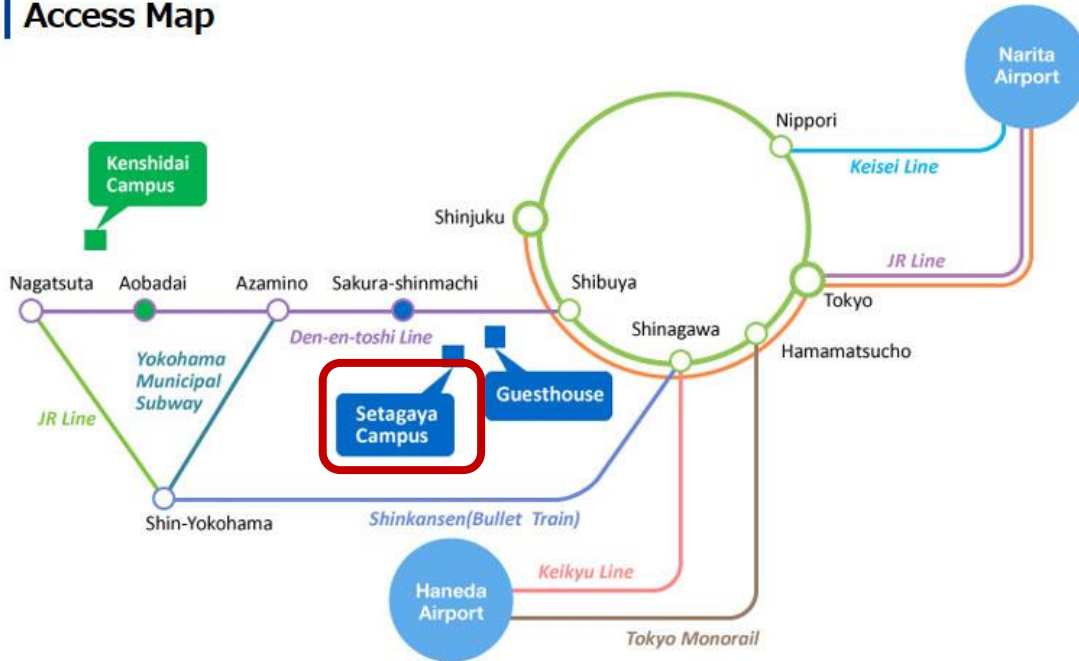 Access Map
Narita
Airport
Nippori
Keisei Line
Kenshidai
Campus
Shinjuku
JR Line
Nagatsuta
Aobadai
Azamino
Sakura-shinmachi
Shibuya
Tokyo
Den-en-toshi Line
Shinagawa
Hamamatsucho
Yokohama
Municipal
Subway
Guesthouse
JR Line
Setagaya
Campus
Shin-Yokohama
Shinkansen(Bullet Train)
Keikyu Line
Haneda
Airport
Tokyo Monorail